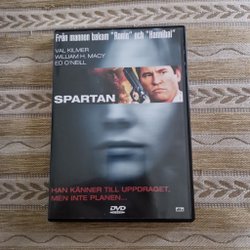 Från mannen bakom "Ronin" och "Hannibal"
VAL KILMER
WILLIAM H. MACY
ED O'NEILL
SPARTAN
HAN KÄNNER TILL UPPDRAGET,
MEN INTE PLANEN...
DVD
dts